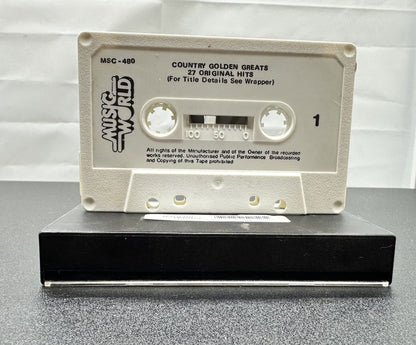 MSC-480
COUNTRY GOLDEN GREATS
27 ORIGINAL HITS
(For Title Details See Wrapper)
MUSIC
WORLD
1
100 50 0
All rights of the Manufacturer and of the Owner of the recorded
works reserved. Unauthorised Public Performance Broadcasting
and Copying of this Tape prohibited